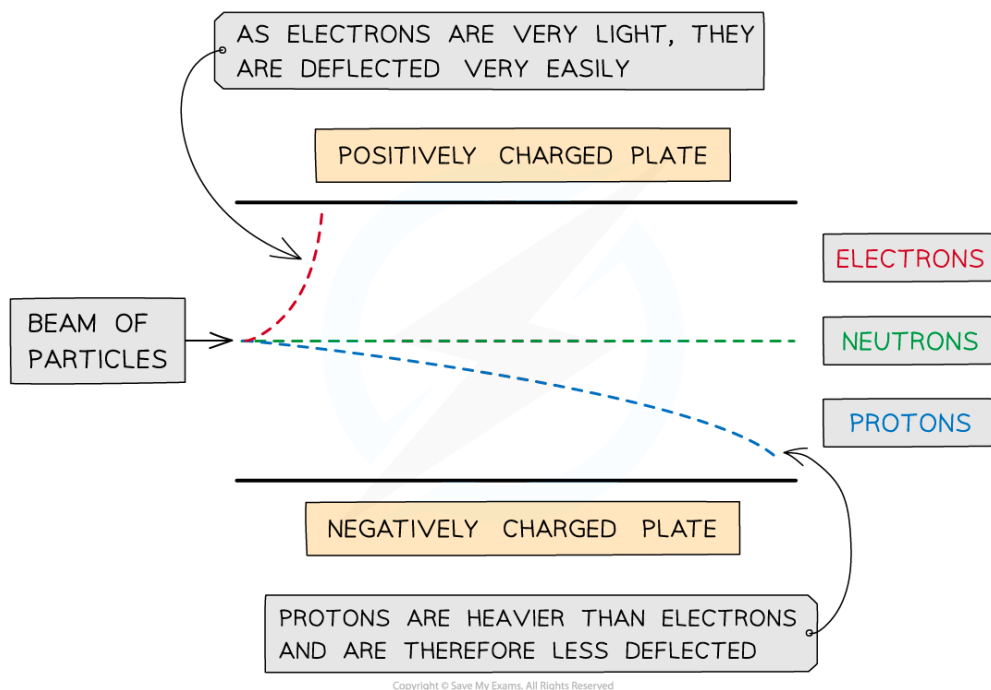 AS ELECTRONS ARE VERY LIGHT, THEY
ARE DEFLECTED VERY EASILY
POSITIVELY CHARGED PLATE
ELECTRONS
BEAM OF
PARTICLES
NEUTRONS
PROTONS
NEGATIVELY CHARGED PLATE
PROTONS ARE HEAVIER THAN ELECTRONS
AND ARE THEREFORE LESS DEFLECTED
Copyright © Save My Exams. All Rights Reserved